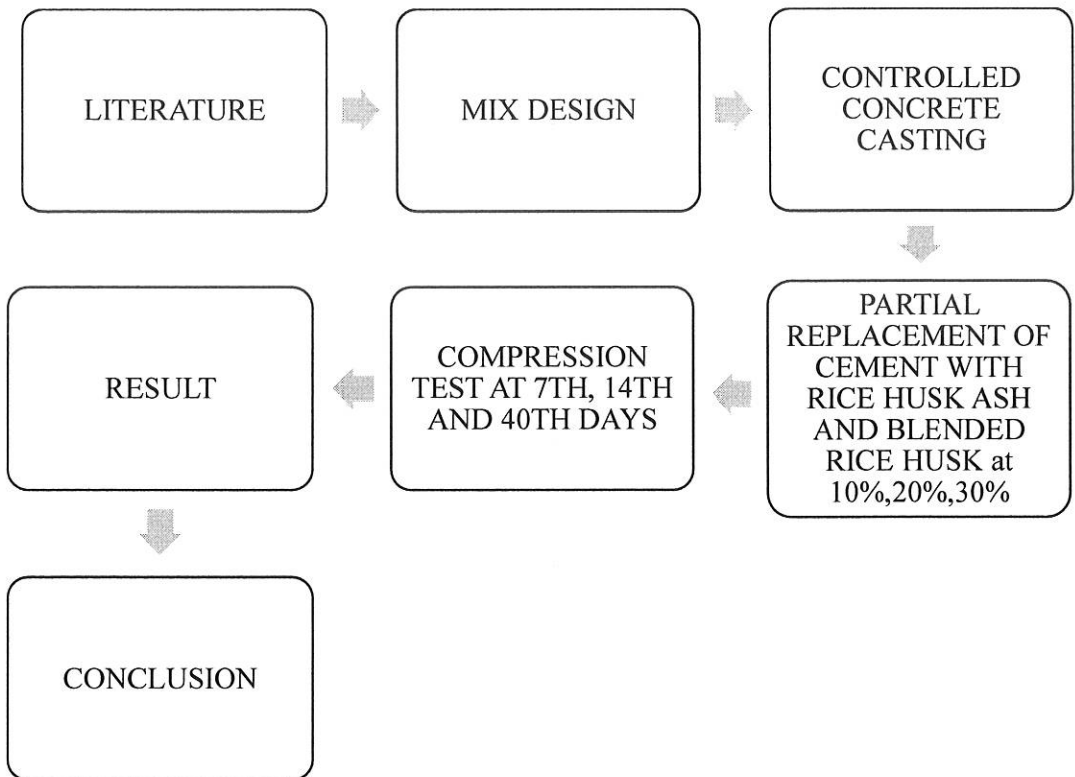 LITERATURE
MIX DESIGN
CONTROLLED
CONCRETE
CASTING
PARTIAL
REPLACEMENT OF
CEMENT WITH
RICE HUSK ASH
AND BLENDED
RICE HUSK at
10%,20%,30%
COMPRESSION
TEST AT 7TH, 14TH
AND 40TH DAYS
RESULT
CONCLUSION